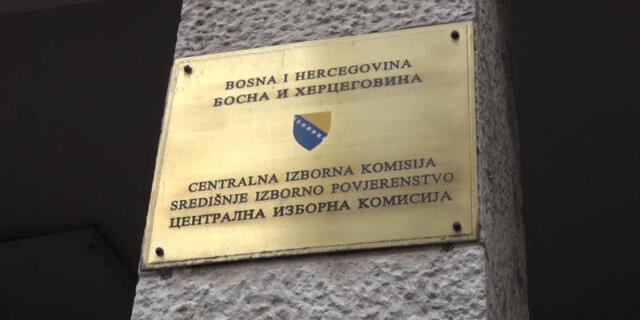 BOSNA I HERCEGOVINA
БОСНА И ХЕРЦЕГОВИНА
CENTRALNA IZBORNA KOMISIJA
SREDIŠNJE IZBORNO POVJERENSTVO
ЦЕНТРАЛНА ИЗБОРНА КОМИСИЈА